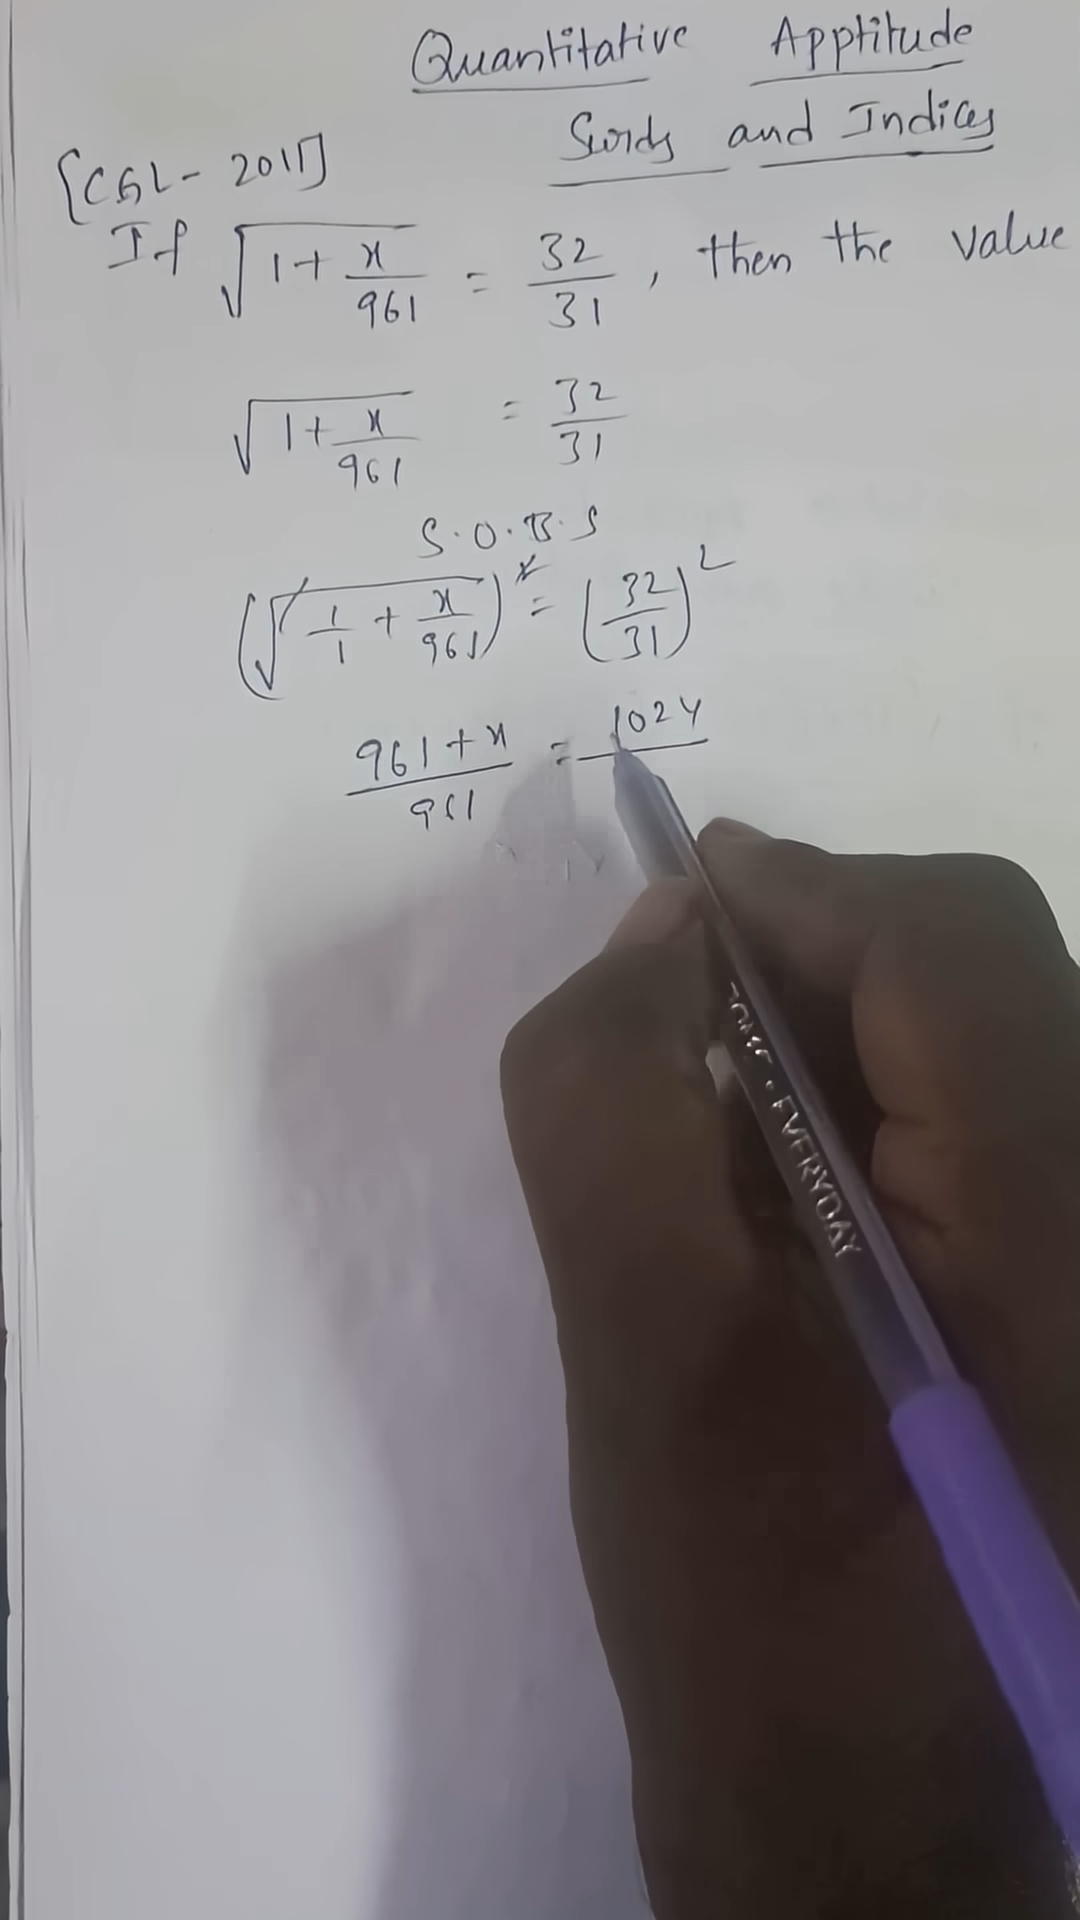 Quantitative Apptitude
Surds and Indices
[CGL - 2011]
If √(1 + x/961) = 32/31, then the value
√(1 + x/961) = 32/31
S.O.B.S
(√(1/1 + x/961))² = (32/31)²
(961 + x)/961 = 1024/
EVERYDAY